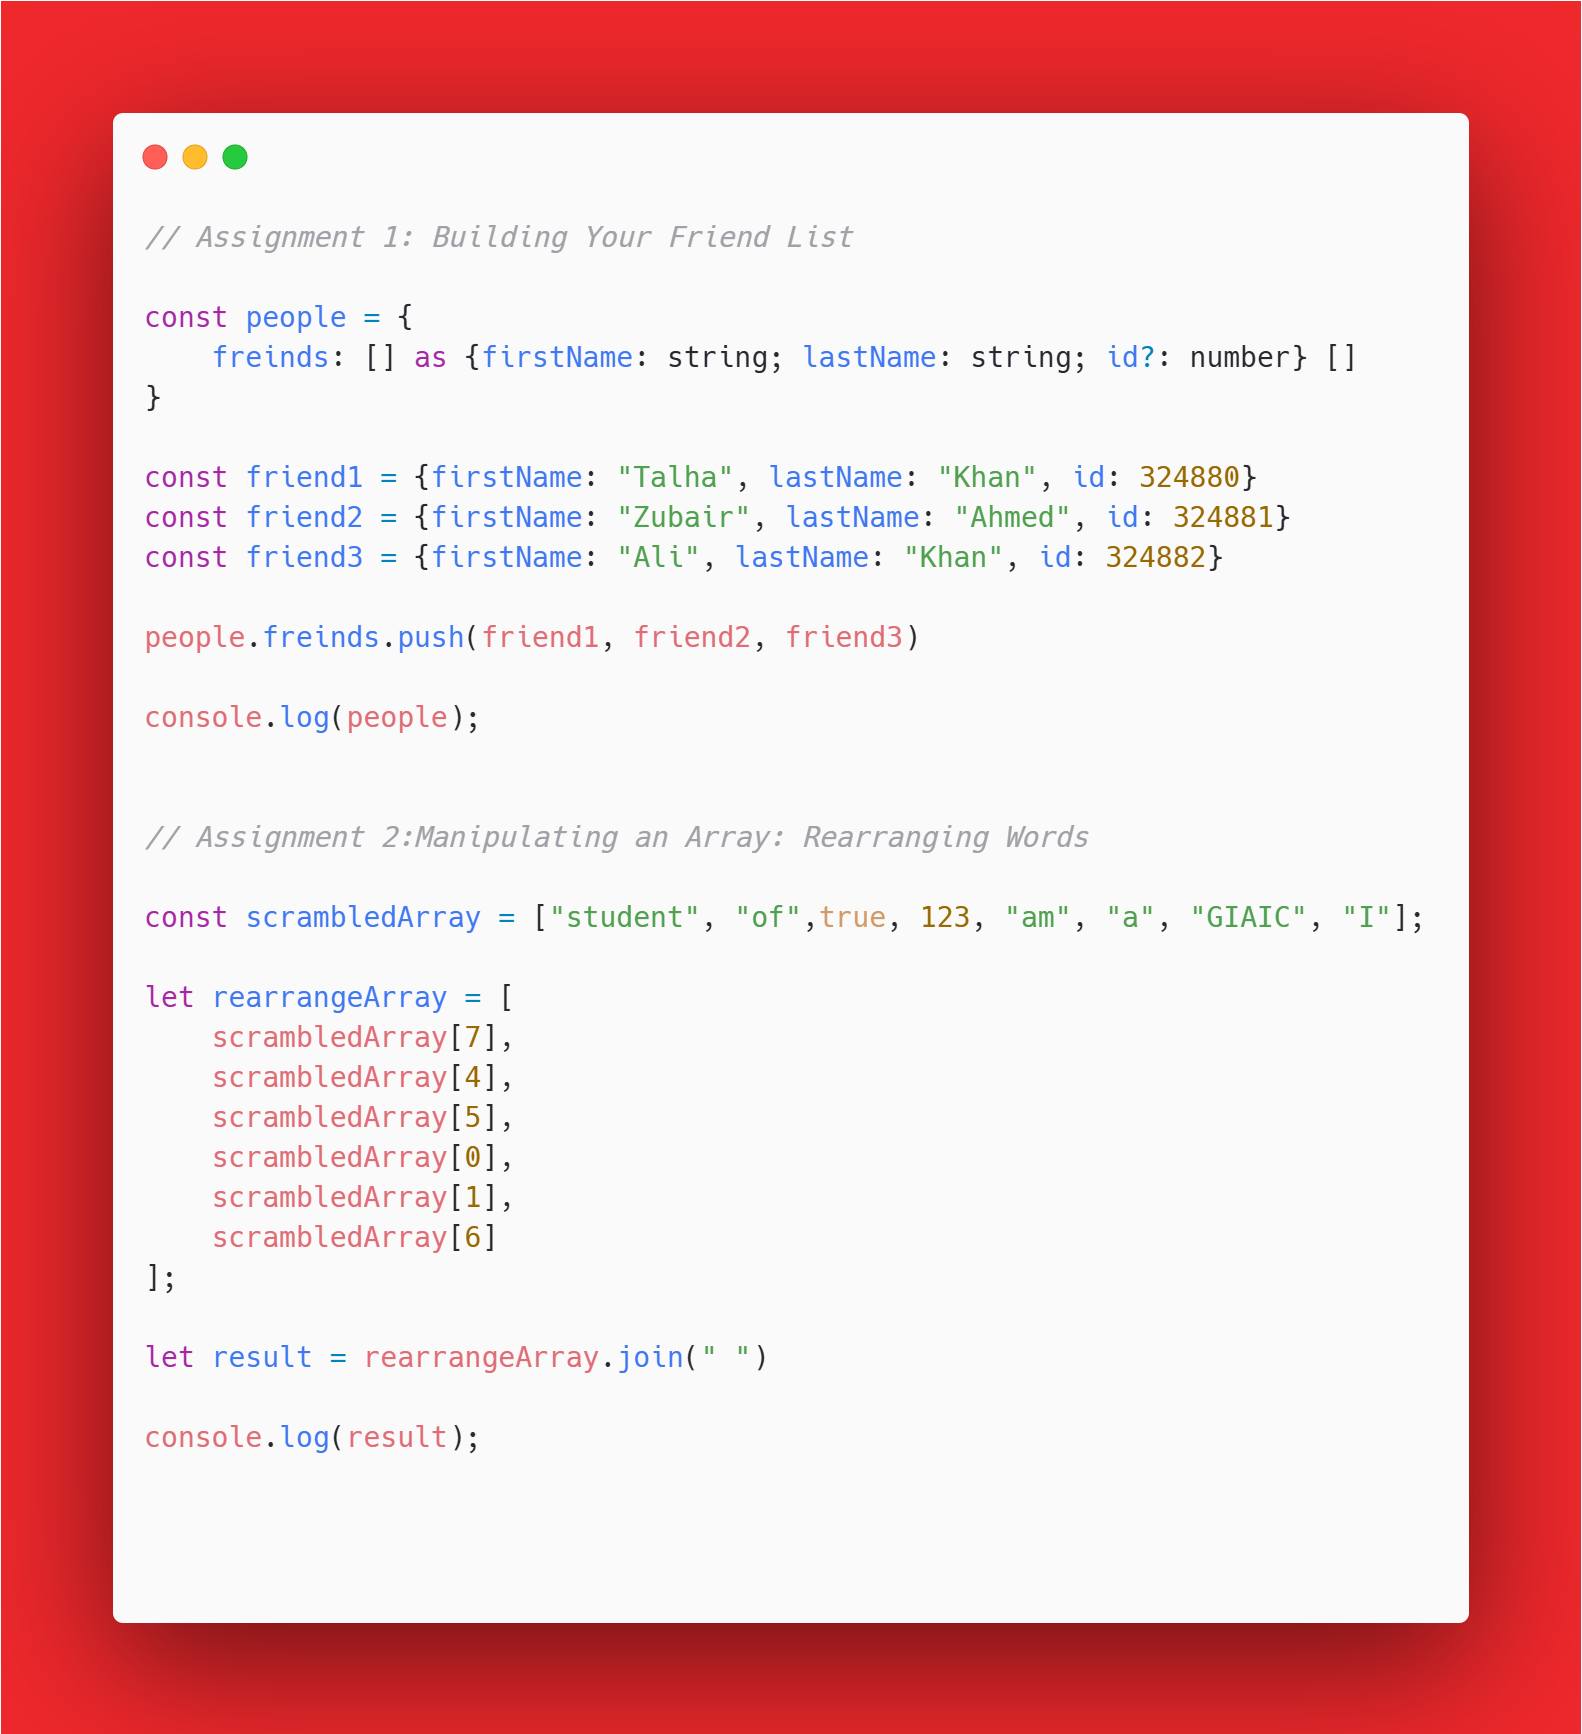 // Assignment 1: Building Your Friend List
const people = {
    freinds: [] as {firstName: string; lastName: string; id?: number} []
}
const friend1 = {firstName: "Talha", lastName: "Khan", id: 324880}
const friend2 = {firstName: "Zubair", lastName: "Ahmed", id: 324881}
const friend3 = {firstName: "Ali", lastName: "Khan", id: 324882}
people.freinds.push(friend1, friend2, friend3)
console.log(people);
// Assignment 2:Manipulating an Array: Rearranging Words
const scrambledArray = ["student", "of",true, 123, "am", "a", "GIAIC", "I"];
let rearrangeArray = [
    scrambledArray[7],
    scrambledArray[4],
    scrambledArray[5],
    scrambledArray[0],
    scrambledArray[1],
    scrambledArray[6]
];
let result = rearrangeArray.join(" ")
console.log(result);